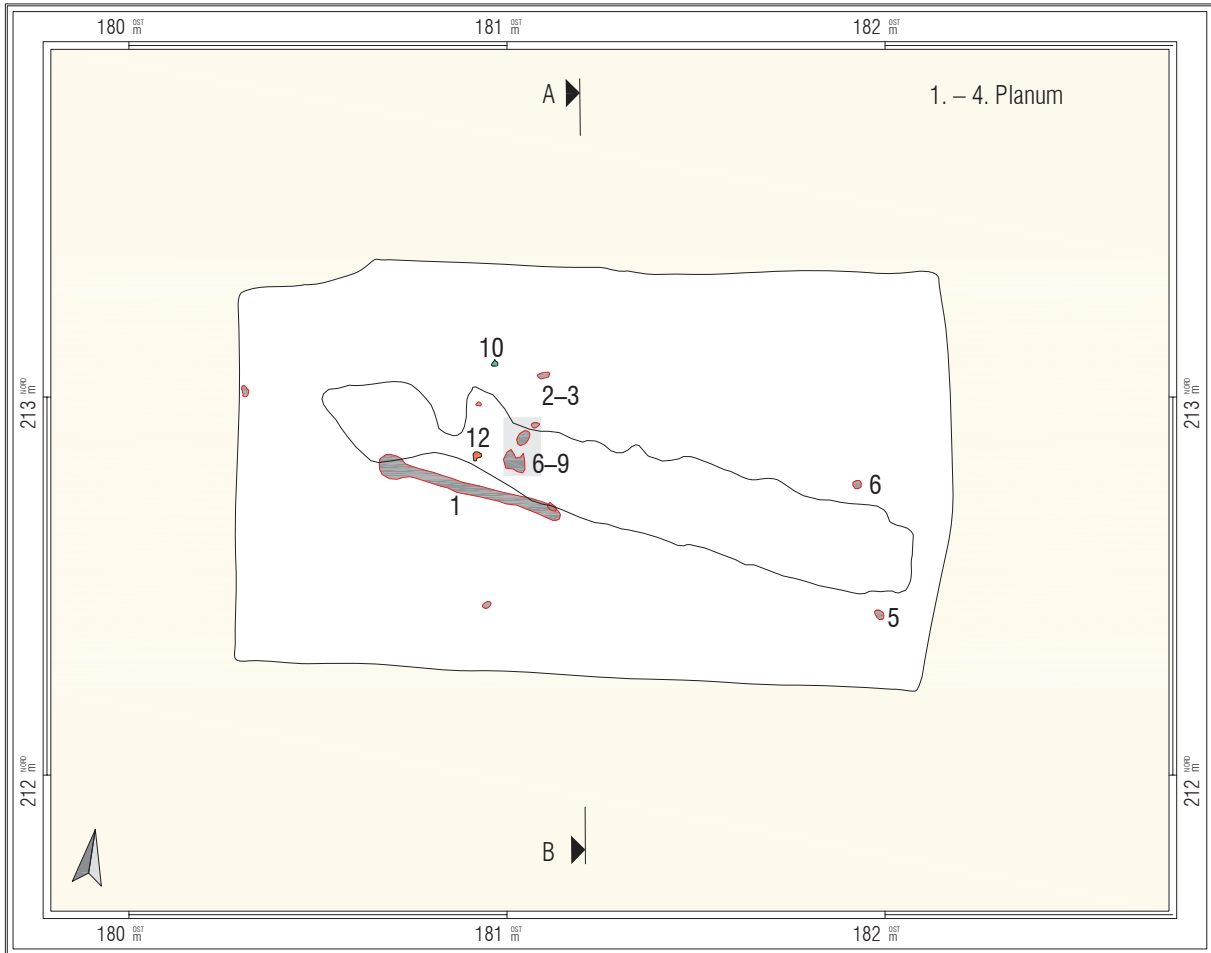 180 OST m 181 OST m 182 OST m
A
1. – 4. Planum
213 NORD m
213 NORD m
10
2–3
12
6–9
6
1
5
212 NORD m
212 NORD m
B
180 OST m 181 OST m 182 OST m